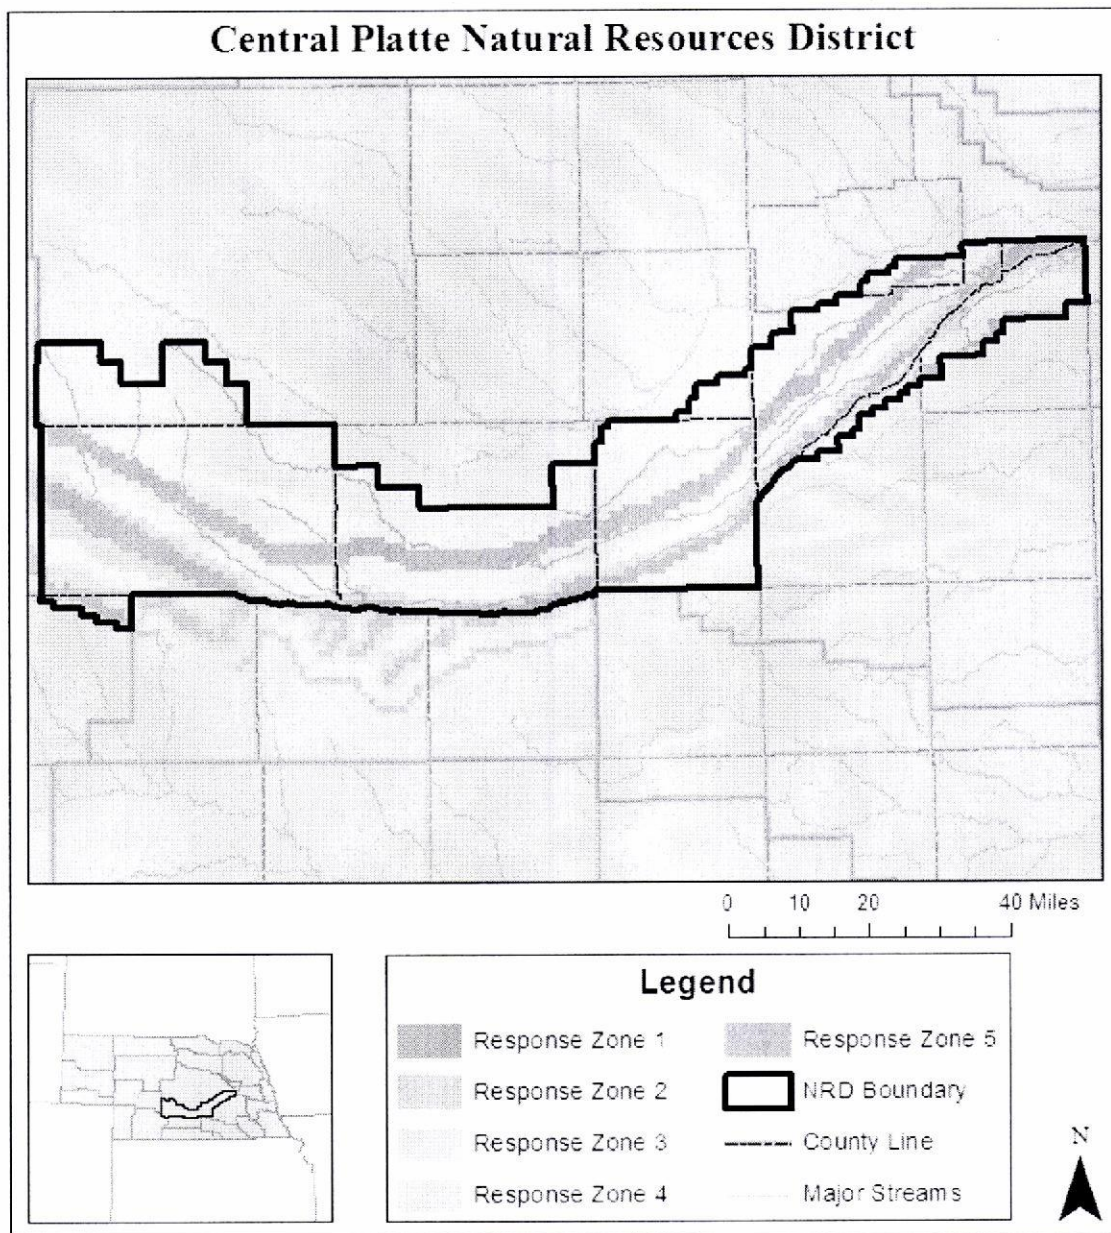 Central Platte Natural Resources District
0 10 20 40 Miles
Legend
Response Zone 1
Response Zone 2
Response Zone 3
Response Zone 4
Response Zone 5
NRD Boundary
County Line
Major Streams
N